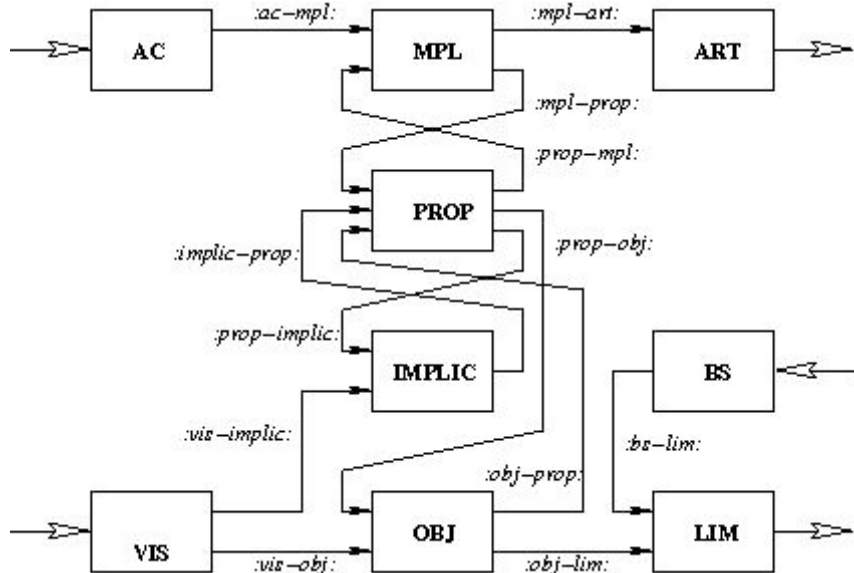 :ac–mpl:
:mpl–art:
AC
MPL
ART
:mpl–prop:
:prop–mpl:
PROP
:implic–prop:
:prop–obj:
:prop–implic:
IMPLIC
BS
:vis–implic:
:bs–lim:
:obj–prop:
VIS
OBJ
LIM
:vis–obj:
:obj–lim: